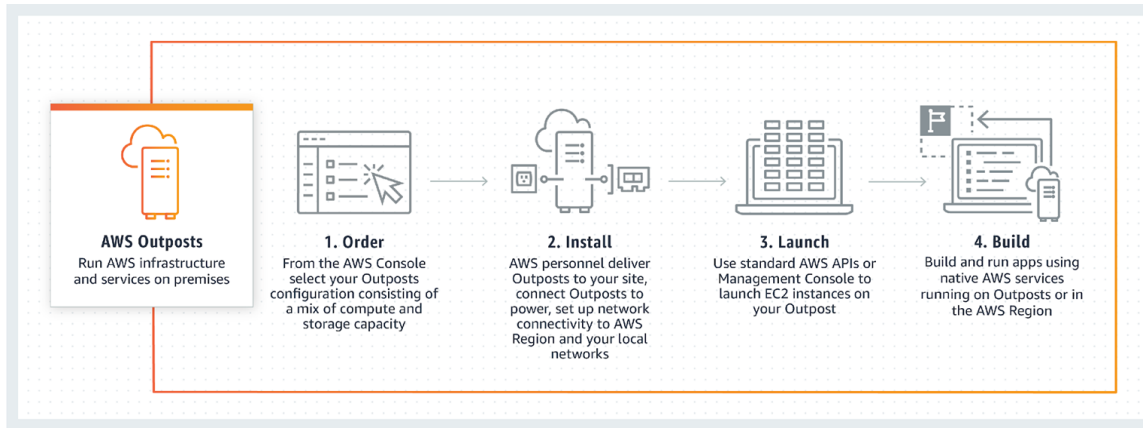 AWS Outposts
Run AWS infrastructure
and services on premises
1. Order
From the AWS Console
select your Outposts
configuration consisting of
a mix of compute and
storage capacity
2. Install
AWS personnel deliver
Outposts to your site,
connect Outposts to
power, set up network
connectivity to AWS
Region and your local
networks
3. Launch
Use standard AWS APIs or
Management Console to
launch EC2 instances on
your Outpost
4. Build
Build and run apps using
native AWS services
running on Outposts or in
the AWS Region